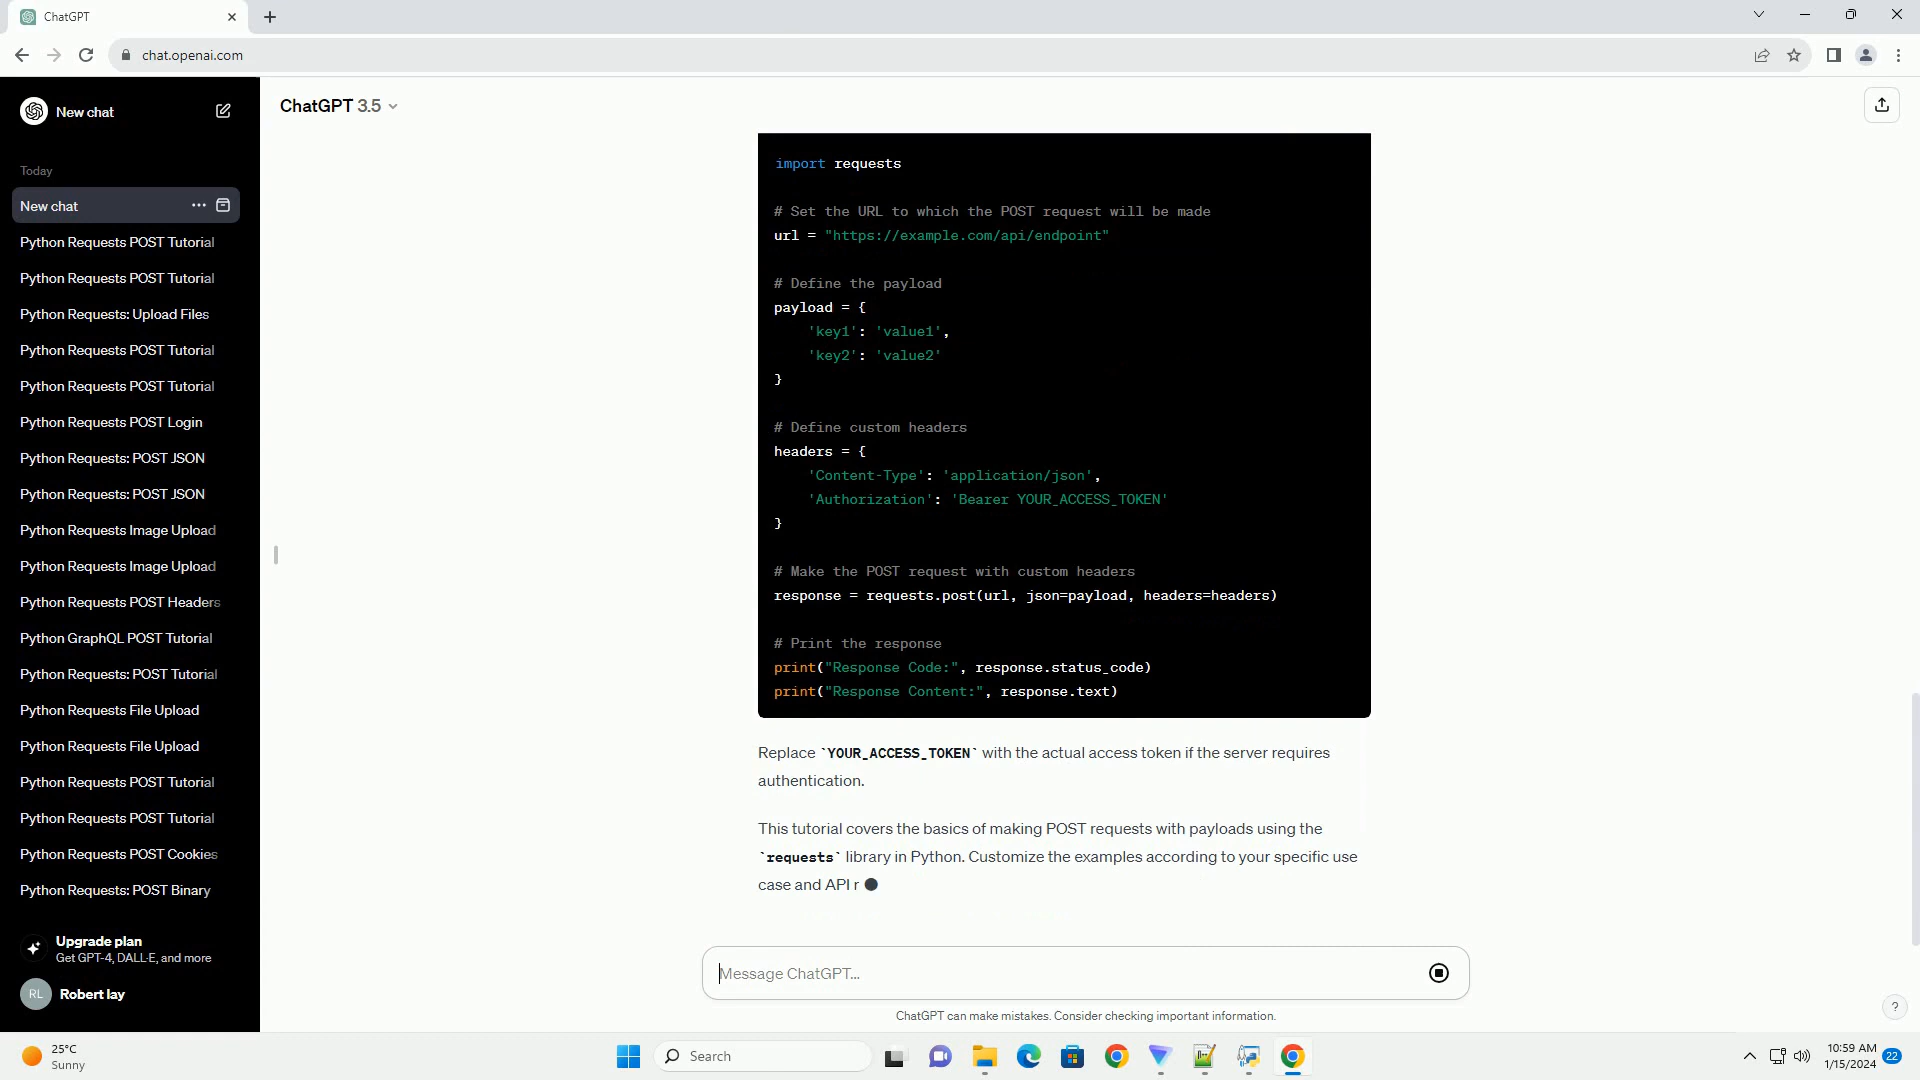 ChatGPT
chat.openai.com
New chat
Today
New chat
Python Requests POST Tutorial
Python Requests POST Tutorial
Python Requests: Upload Files
Python Requests POST Tutorial
Python Requests POST Tutorial
Python Requests POST Login
Python Requests: POST JSON
Python Requests: POST JSON
Python Requests Image Upload
Python Requests Image Upload
Python Requests POST Headers
Python GraphQL POST Tutorial
Python Requests: POST Tutorial
Python Requests File Upload
Python Requests File Upload
Python Requests POST Tutorial
Python Requests POST Tutorial
Python Requests POST Cookies
Python Requests: POST Binary
Upgrade plan
Get GPT-4, DALL·E, and more
RL Robert lay
ChatGPT 3.5
import requests
# Set the URL to which the POST request will be made
url = "https://example.com/api/endpoint"
# Define the payload
payload = {
'key1': 'value1',
'key2': 'value2'
}
# Define custom headers
headers = {
'Content-Type': 'application/json',
'Authorization': 'Bearer YOUR_ACCESS_TOKEN'
}
# Make the POST request with custom headers
response = requests.post(url, json=payload, headers=headers)
# Print the response
print("Response Code:", response.status_code)
print("Response Content:", response.text)
Replace `YOUR_ACCESS_TOKEN` with the actual access token if the server requires
authentication.
This tutorial covers the basics of making POST requests with payloads using the
`requests` library in Python. Customize the examples according to your specific use
case and API r
Message ChatGPT...
ChatGPT can make mistakes. Consider checking important information.
?
25°C
Sunny
Search
10:59 AM
1/15/2024
22